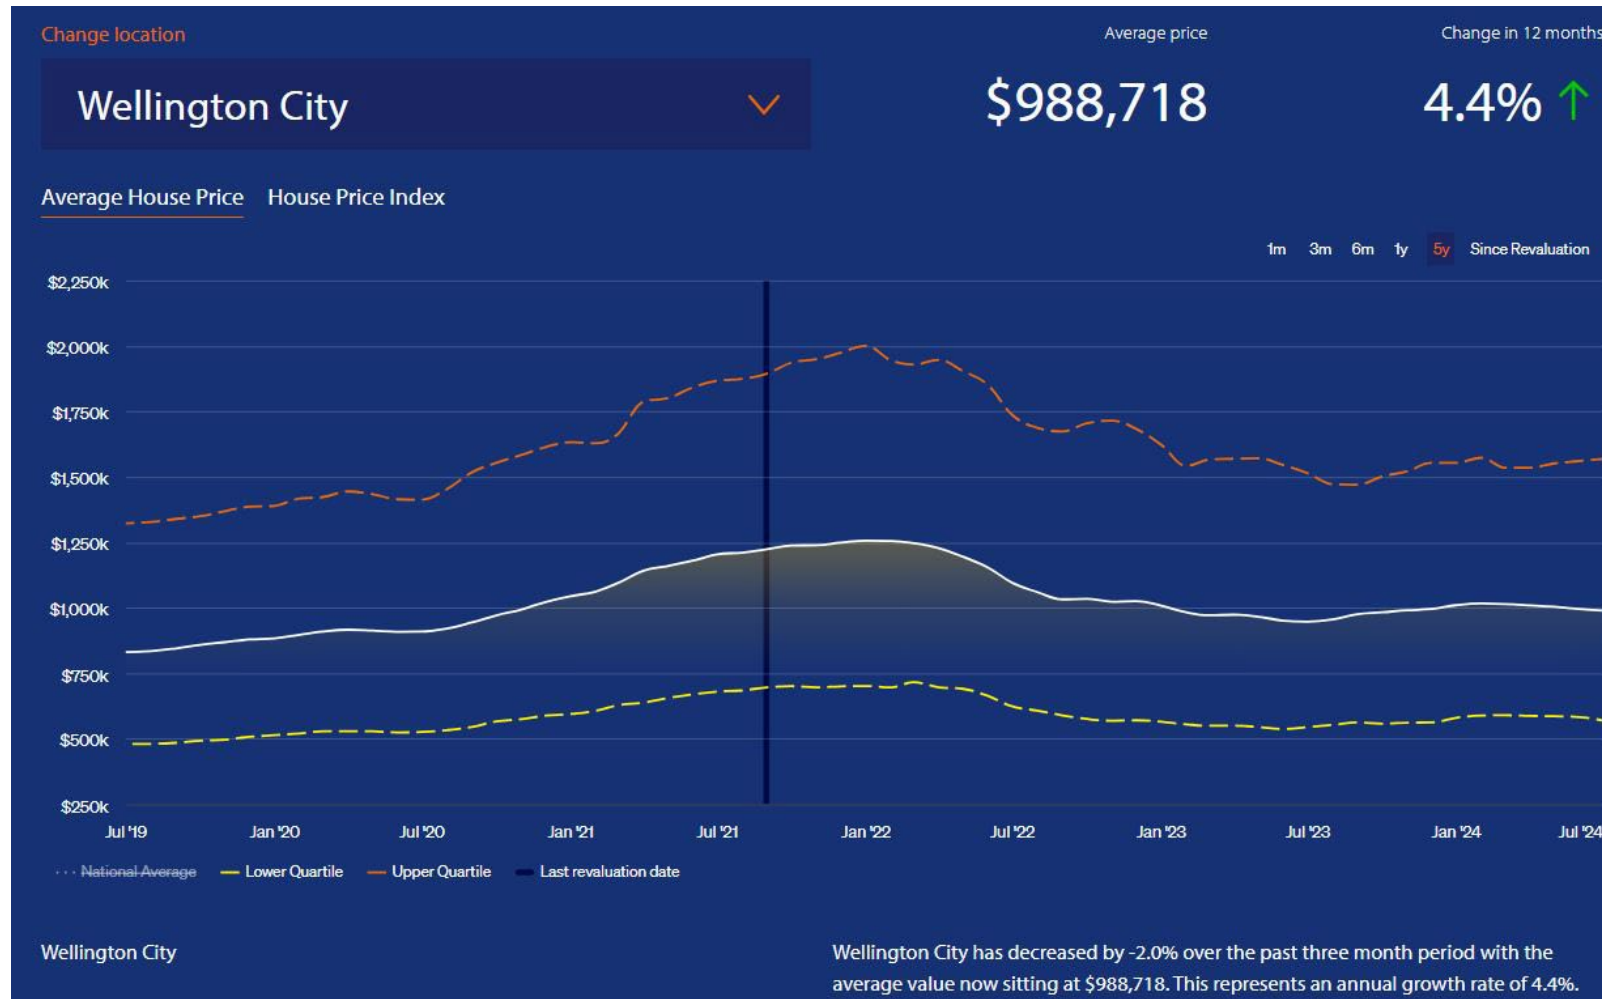 Change location
Average price
Change in 12 months
Wellington City
$988,718
4.4%
Average House Price
House Price Index
1m 3m 6m 1y 5y Since Revaluation
$2,250k
$2,000k
$1,750k
$1,500k
$1,250k
$1,000k
$750k
$500k
$250k
Jul '19 Jan '20 Jul '20 Jan '21 Jul '21 Jan '22 Jul '22 Jan '23 Jul '23 Jan '24 Jul '24
National Average Lower Quartile Upper Quartile Last revaluation date
Wellington City
Wellington City has decreased by -2.0% over the past three month period with the
average value now sitting at $988,718. This represents an annual growth rate of 4.4%.